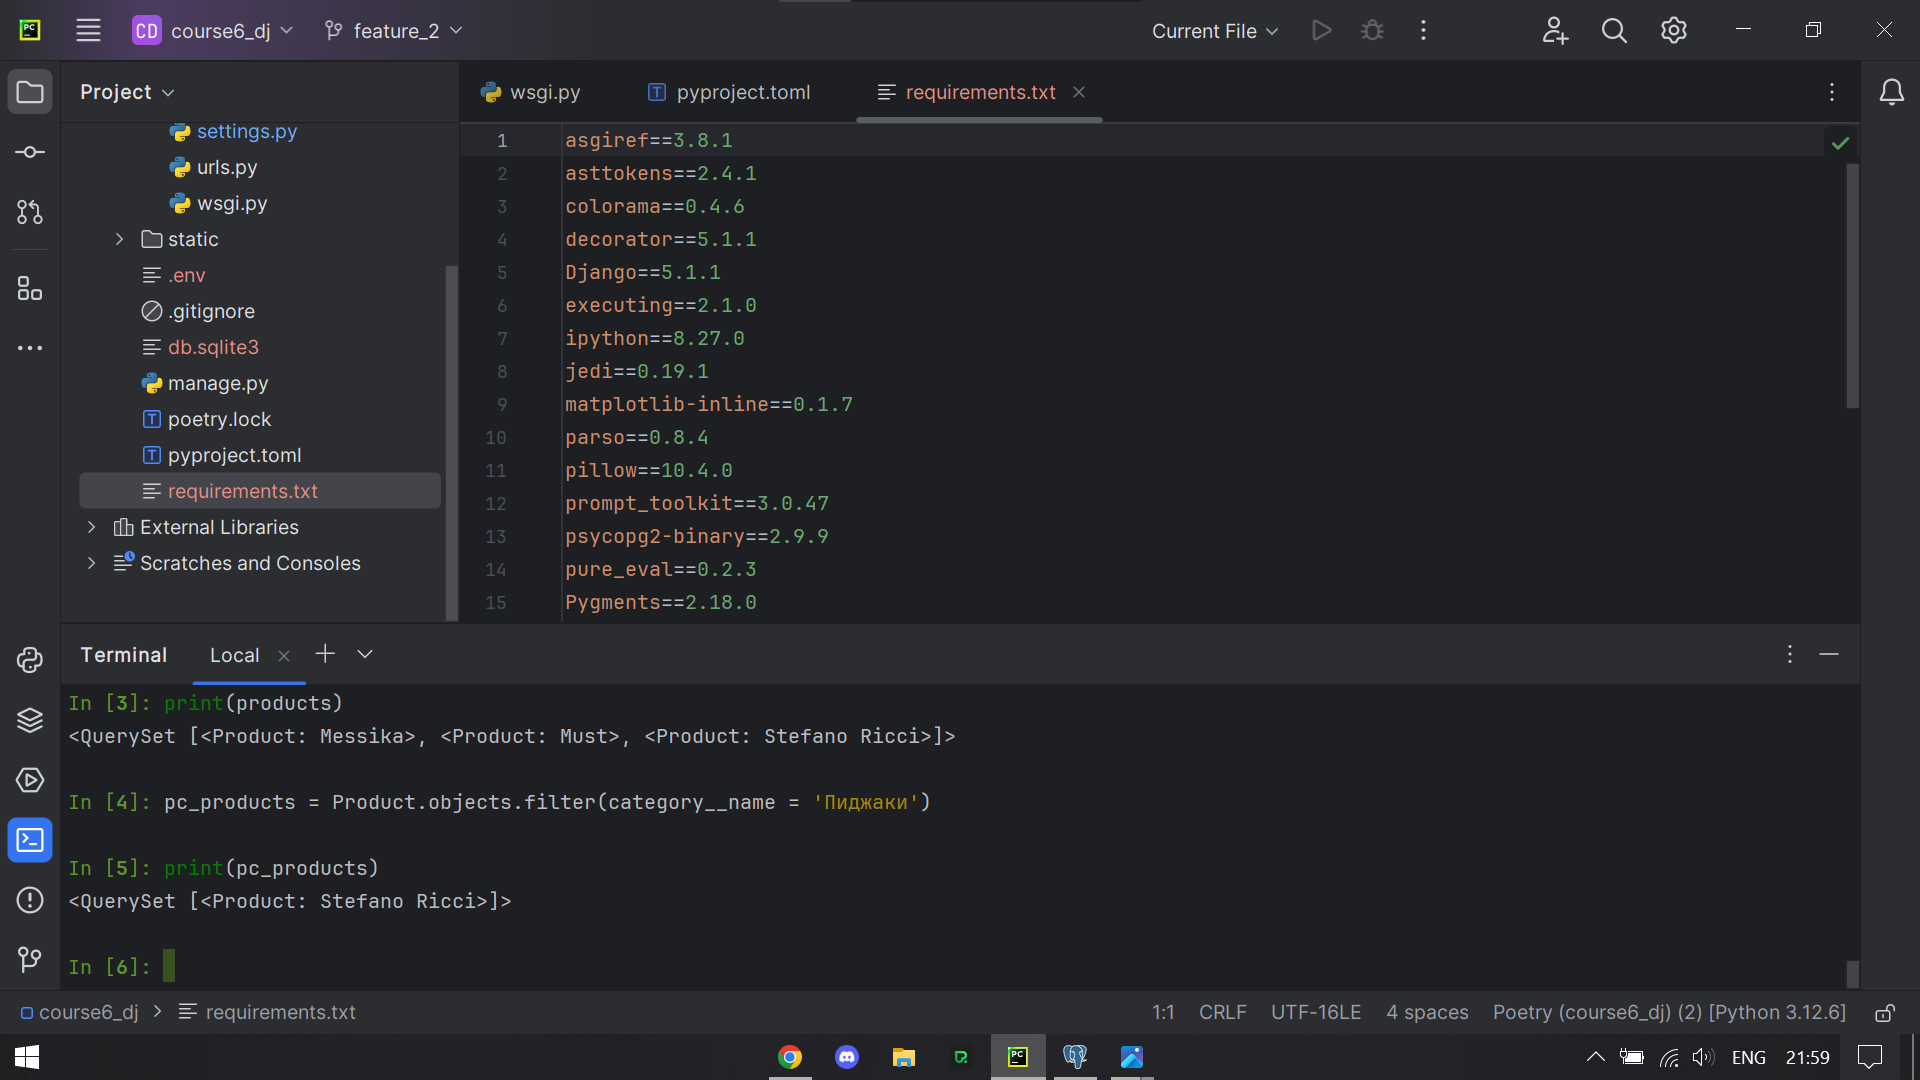 CD course6_dj feature_2 Current File
Project
wsgi.py pyproject.toml requirements.txt
settings.py
urls.py
wsgi.py
static
.env
.gitignore
db.sqlite3
manage.py
poetry.lock
pyproject.toml
requirements.txt
External Libraries
Scratches and Consoles
1 asgiref==3.8.1
2 asttokens==2.4.1
3 colorama==0.4.6
4 decorator==5.1.1
5 Django==5.1.1
6 executing==2.1.0
7 ipython==8.27.0
8 jedi==0.19.1
9 matplotlib-inline==0.1.7
10 parso==0.8.4
11 pillow==10.4.0
12 prompt_toolkit==3.0.47
13 psycopg2-binary==2.9.9
14 pure_eval==0.2.3
15 Pygments==2.18.0
Terminal Local
In [3]: print(products)
<QuerySet [<Product: Messika>, <Product: Must>, <Product: Stefano Ricci>]>
In [4]: pc_products = Product.objects.filter(category__name = 'Пиджаки')
In [5]: print(pc_products)
<QuerySet [<Product: Stefano Ricci>]>
In [6]:
course6_dj requirements.txt 1:1 CRLF UTF-16LE 4 spaces Poetry (course6_dj) (2) [Python 3.12.6]
ENG 21:59